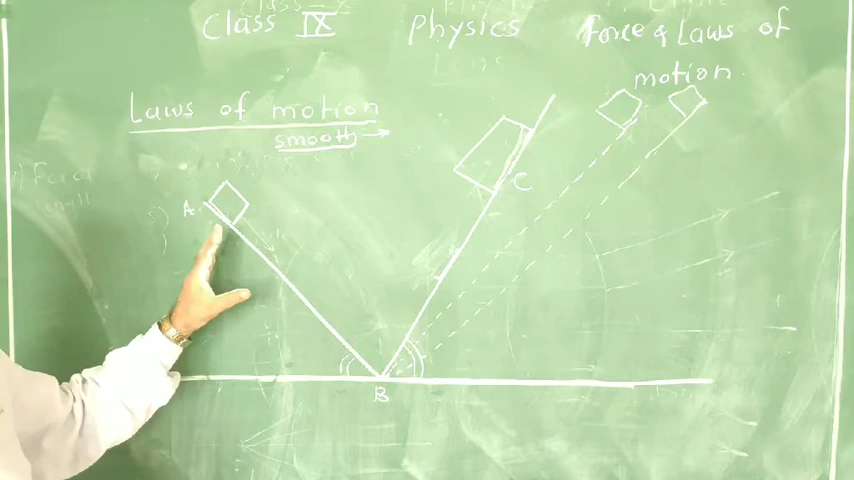 Class IX Physics Force & Laws of
motion.
Laws of motion
smooth
A
C
B